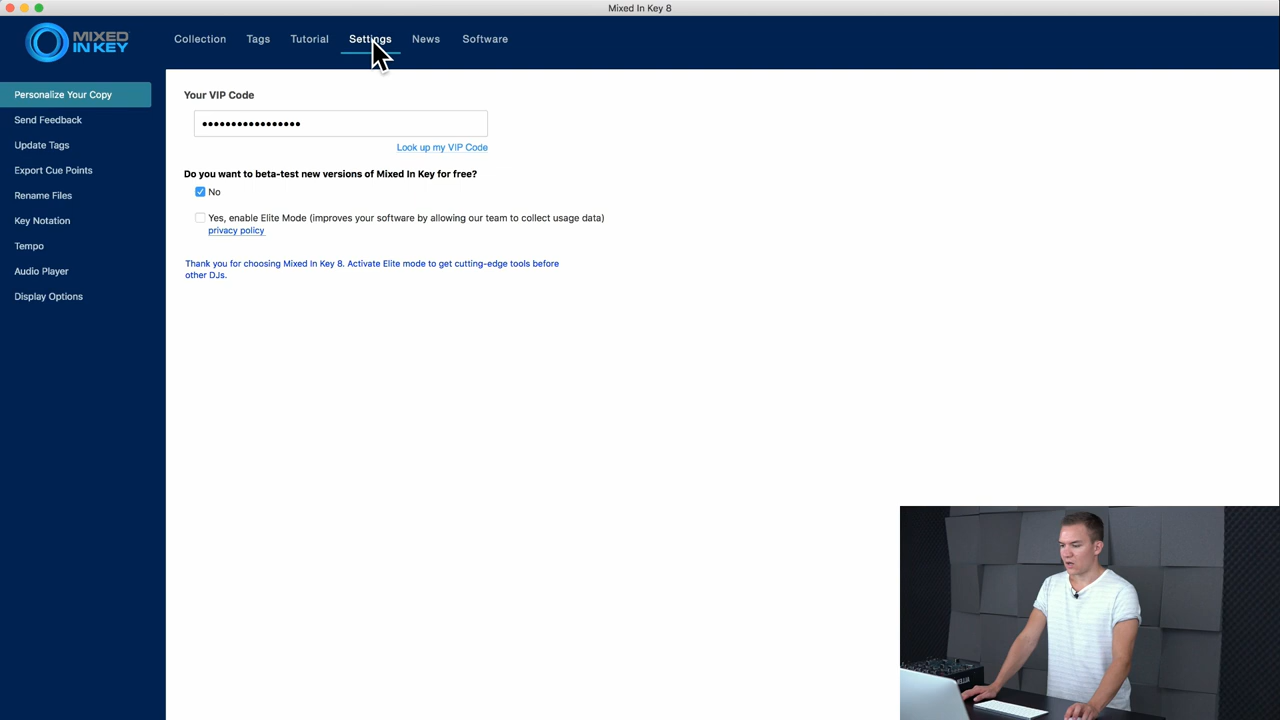 Mixed In Key 8
MIXED
IN KEY
Collection
Tags
Tutorial
Settings
News
Software
Personalize Your Copy
Send Feedback
Update Tags
Export Cue Points
Rename Files
Key Notation
Tempo
Audio Player
Display Options
Your VIP Code
•••••••••••••••••
Look up my VIP Code
Do you want to beta-test new versions of Mixed In Key for free?
No
Yes, enable Elite Mode (improves your software by allowing our team to collect usage data)
privacy policy
Thank you for choosing Mixed In Key 8. Activate Elite mode to get cutting-edge tools before
other DJs.